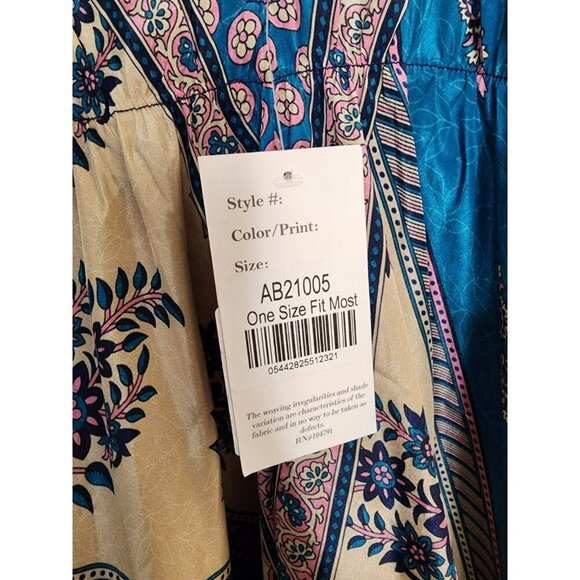 Style #:
Color/Print:
Size:
AB21005
One Size Fit Most
05442825512321
The weaving irregularities and shade
variation are characteristics of the
fabric and in no way to be taken as
defects.
RN#104791